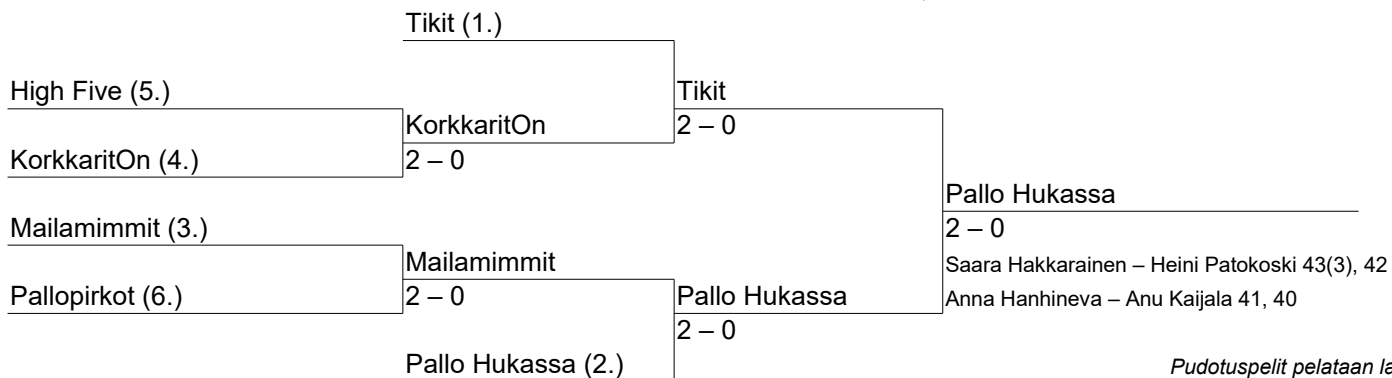 Tikit (1.)
High Five (5.)
Tikit
KorkkaritOn
2 – 0
KorkkaritOn (4.)
2 – 0
Pallo Hukassa
Mailamimmit (3.)
2 – 0
Mailamimmit
Saara Hakkarainen – Heini Patokoski 43(3), 42
Pallopirkot (6.)
2 – 0
Pallo Hukassa
Anna Hanhineva – Anu Kaijala 41, 40
2 – 0
Pallo Hukassa (2.)
Pudotuspelit pelataan